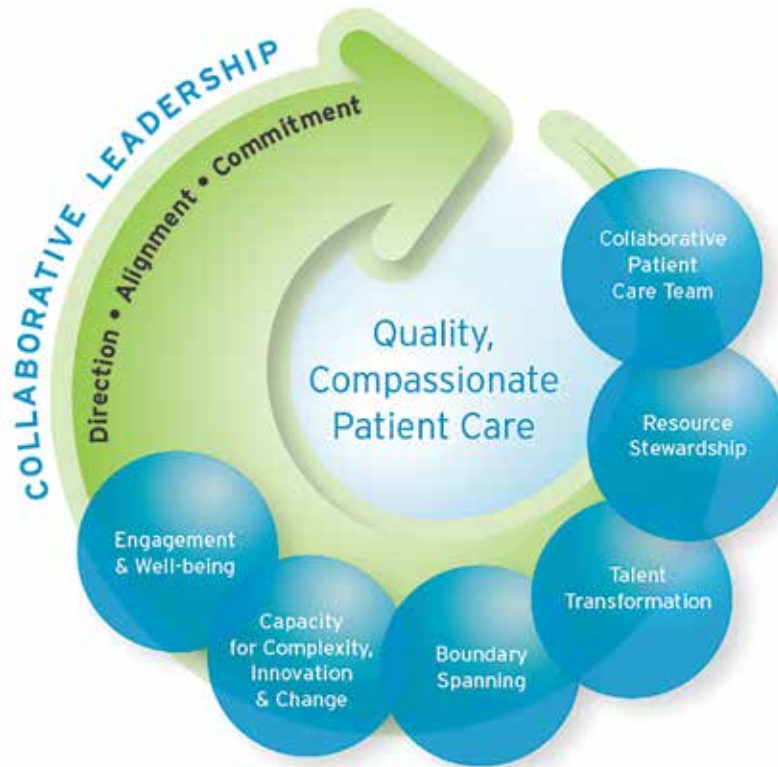 COLLABORATIVE LEADERSHIP
Direction • Alignment • Commitment
Quality,
Compassionate
Patient Care
Collaborative
Patient
Care Team
Resource
Stewardship
Talent
Transformation
Boundary
Spanning
Capacity
for Complexity,
Innovation
& Change
Engagement
& Well-being